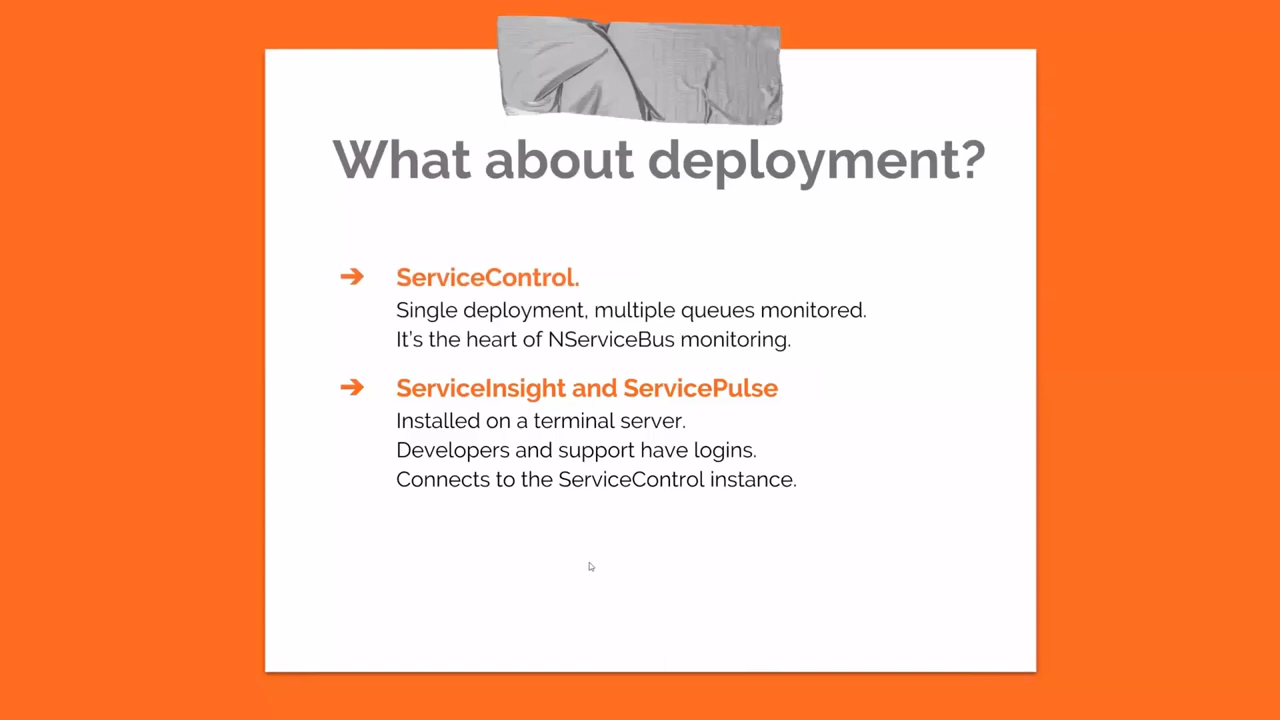 What about deployment?
ServiceControl.
Single deployment, multiple queues monitored.
It's the heart of NServiceBus monitoring.
ServiceInsight and ServicePulse
Installed on a terminal server.
Developers and support have logins.
Connects to the ServiceControl instance.